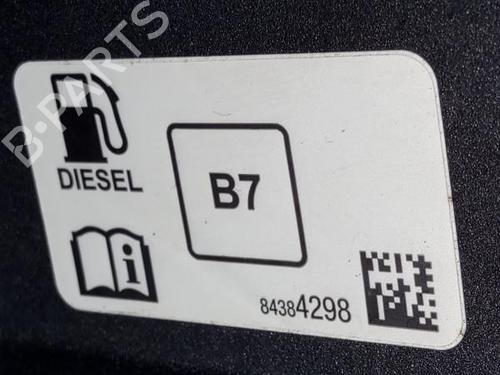 B-PARTS
DIESEL
B7
i
84384298